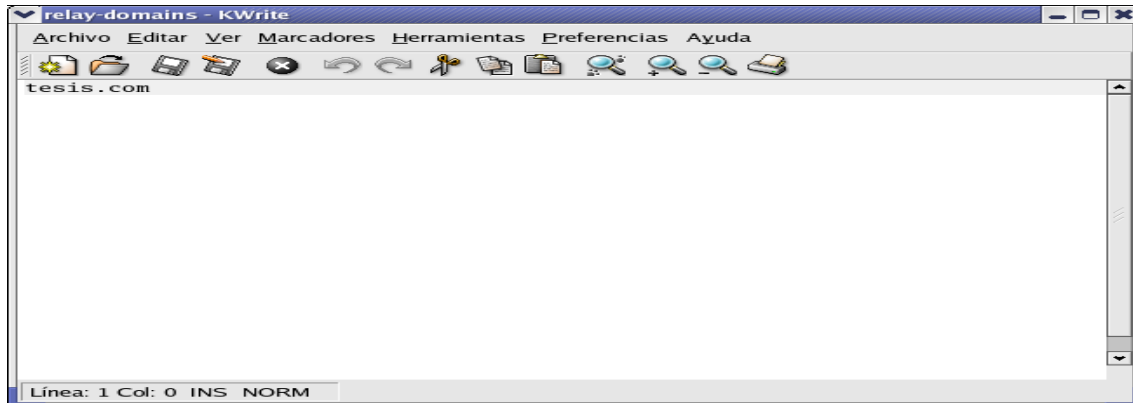 relay-domains - KWrite
Archivo Editar Ver Marcadores Herramientas Preferencias Ayuda
tesis.com
Línea: 1 Col: 0 INS NORM